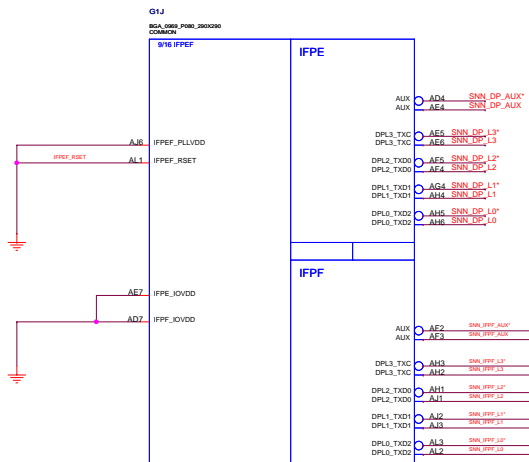 G1J
BGA_0969_P080_290X290
COMMON
9/16 IFPEF
IFPE
AUX AD4 SNN_DP_AUX*
AUX AE4 SNN_DP_AUX
DPL3_TXC AE5 SNN_DP_L3*
DPL3_TXC AE6 SNN_DP_L3
AJ6 IFPEF_PLLVDD
IFPEF_RSET AL1 IFPEF_RSET
DPL2_TXD0 AF5 SNN_DP_L2*
DPL2_TXD0 AF4 SNN_DP_L2
DPL1_TXD1 AG4 SNN_DP_L1*
DPL1_TXD1 AH4 SNN_DP_L1
DPL0_TXD2 AH5 SNN_DP_L0*
DPL0_TXD2 AH6 SNN_DP_L0
IFPF
AE7 IFPE_IOVDD
AD7 IFPF_IOVDD
AUX AF2 SNN_IFPF_AUX*
AUX AF3 SNN_IFPF_AUX
DPL3_TXC AH3 SNN_IFPF_L3*
DPL3_TXC AH2 SNN_IFPF_L3
DPL2_TXD0 AH1 SNN_IFPF_L2*
DPL2_TXD0 AJ1 SNN_IFPF_L2
DPL1_TXD1 AJ2 SNN_IFPF_L1*
DPL1_TXD1 AJ3 SNN_IFPF_L1
DPL0_TXD2 AL3 SNN_IFPF_L0*
DPL0_TXD2 AL2 SNN_IFPF_L0